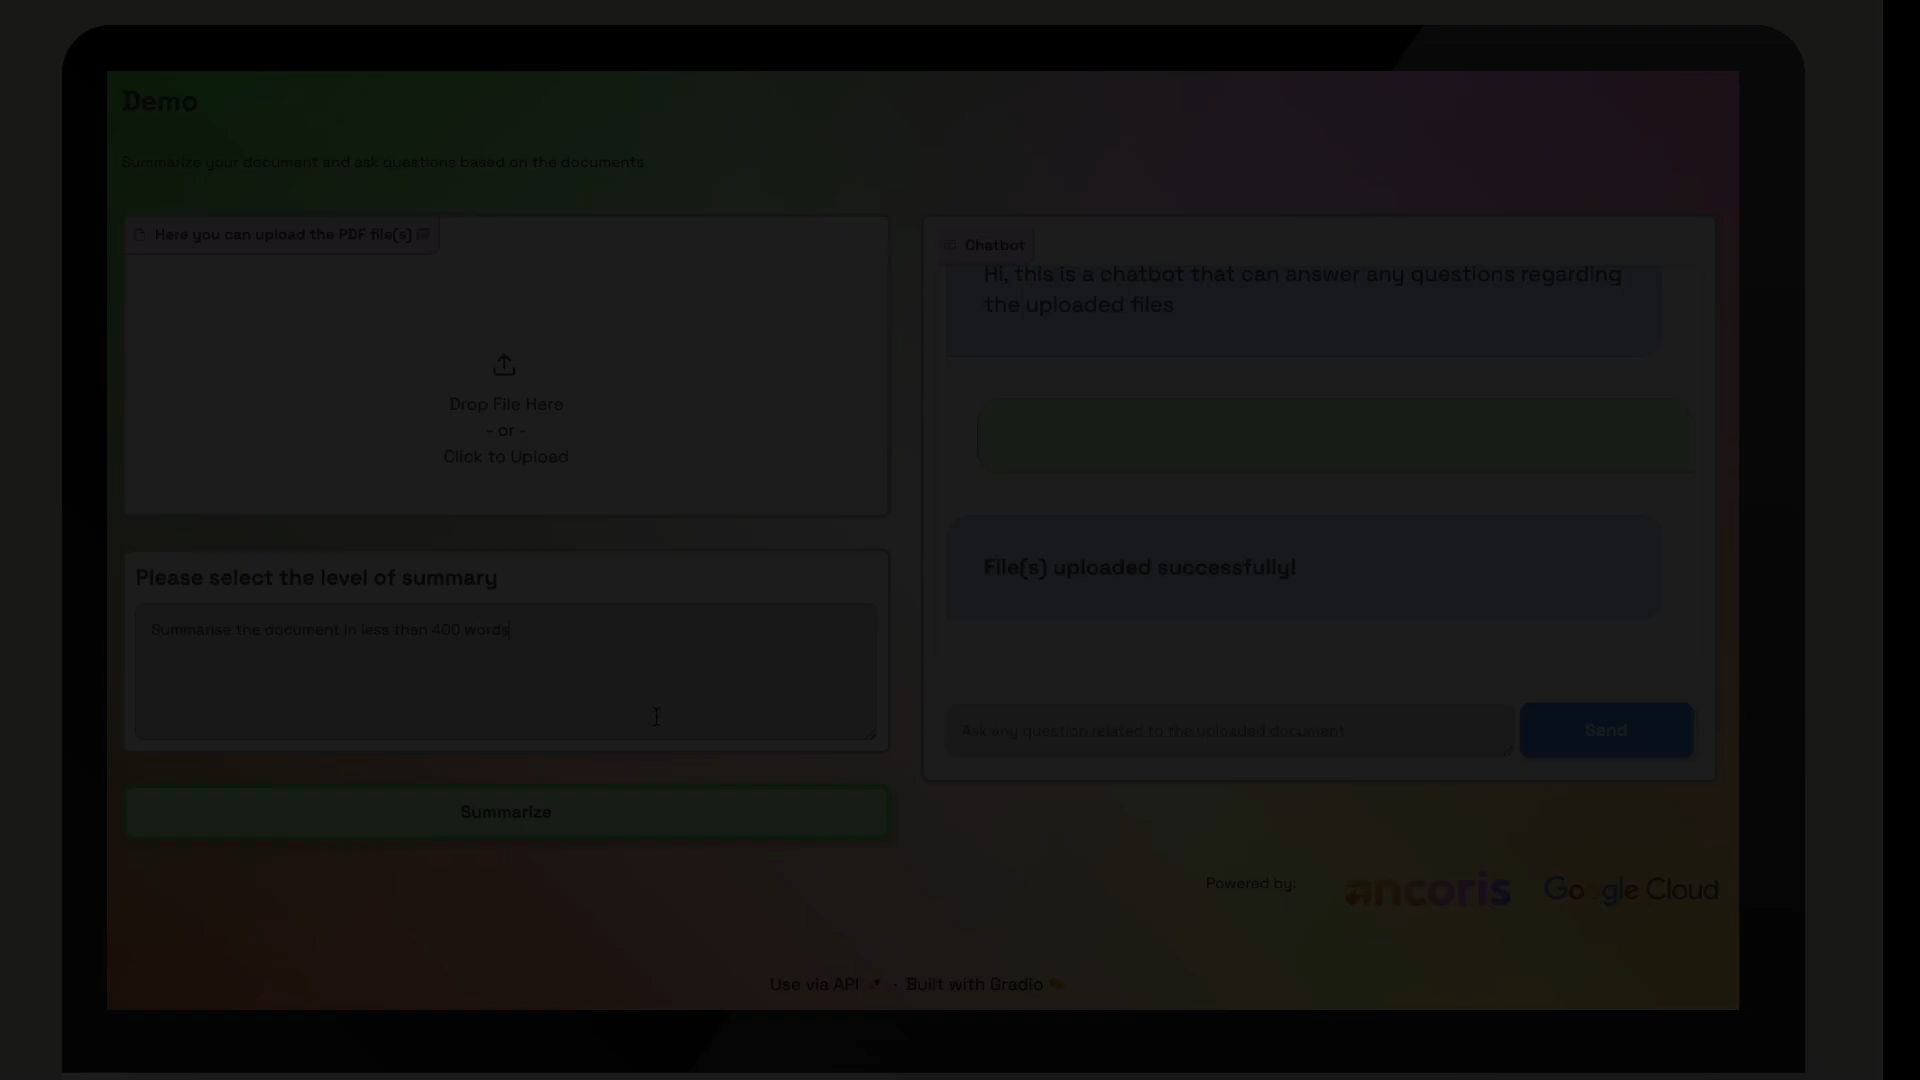 Demo
Summarize your document and ask questions based on the documents
Here you can upload the PDF file(s)
Drop File Here
- or -
Click to Upload
Please select the level of summary
Summarise the document in less than 400 words
Summarize
Chatbot
Hi, this is a chatbot that can answer any questions regarding
the uploaded files
File(s) uploaded successfully!
Ask any question related to the uploaded document
Send
Powered by:
ancoris
Google Cloud
Use via API · Built with Gradio